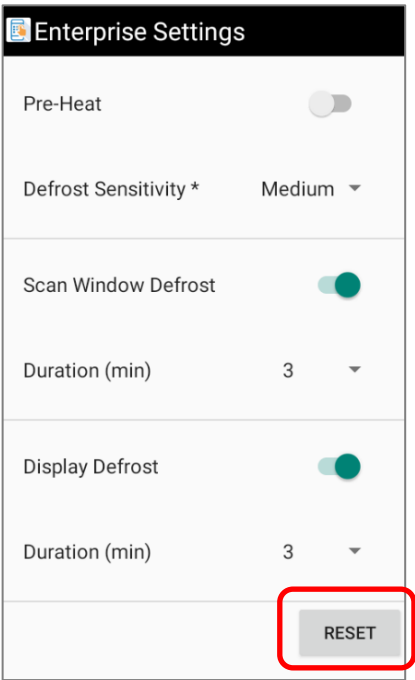 Enterprise Settings
Pre-Heat
Defrost Sensitivity * Medium
Scan Window Defrost
Duration (min) 3
Display Defrost
Duration (min) 3
RESET